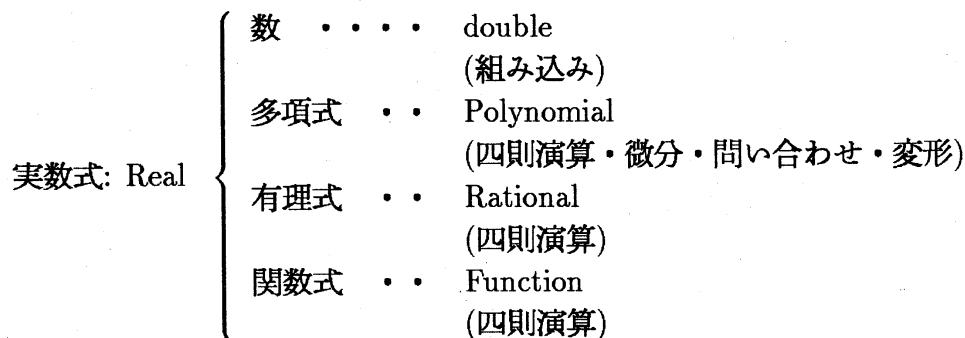 数 ・・・・ double
(組み込み)
多項式 ・・ Polynomial
(四則演算・微分・問い合わせ・変形)
実数式: Real
有理式 ・・ Rational
(四則演算)
関数式 ・・ Function
(四則演算)